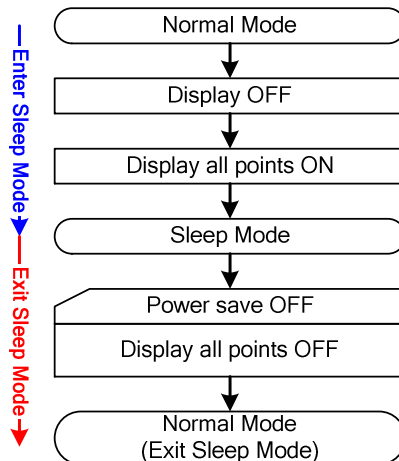 Normal Mode
Display OFF
Display all points ON
Sleep Mode
Power save OFF
Display all points OFF
Normal Mode
(Exit Sleep Mode)
Enter Sleep Mode
Exit Sleep Mode